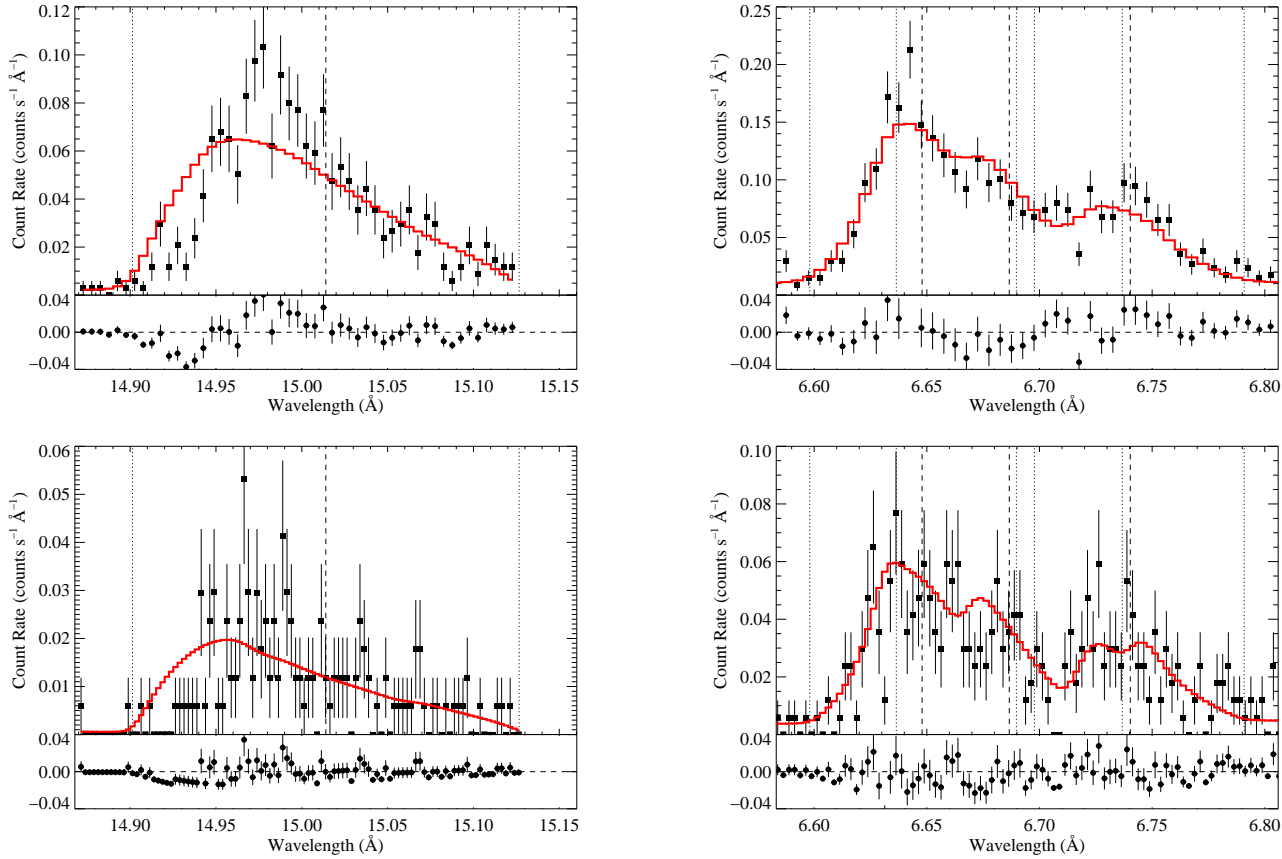 0.12
0.10
0.08
0.06
0.04
0.02
Count Rate (counts s⁻¹ Å⁻¹)
0.04
0.00
−0.04
14.90 14.95 15.00 15.05 15.10 15.15
Wavelength (Å)
0.25
0.20
0.15
0.10
0.05
Count Rate (counts s⁻¹ Å⁻¹)
0.04
0.00
−0.04
6.60 6.65 6.70 6.75 6.80
Wavelength (Å)
0.06
0.05
0.04
0.03
0.02
0.01
Count Rate (counts s⁻¹ Å⁻¹)
0.04
0.00
−0.04
14.90 14.95 15.00 15.05 15.10 15.15
Wavelength (Å)
0.10
0.08
0.06
0.04
0.02
Count Rate (counts s⁻¹ Å⁻¹)
0.04
0.00
−0.04
6.60 6.65 6.70 6.75 6.80
Wavelength (Å)